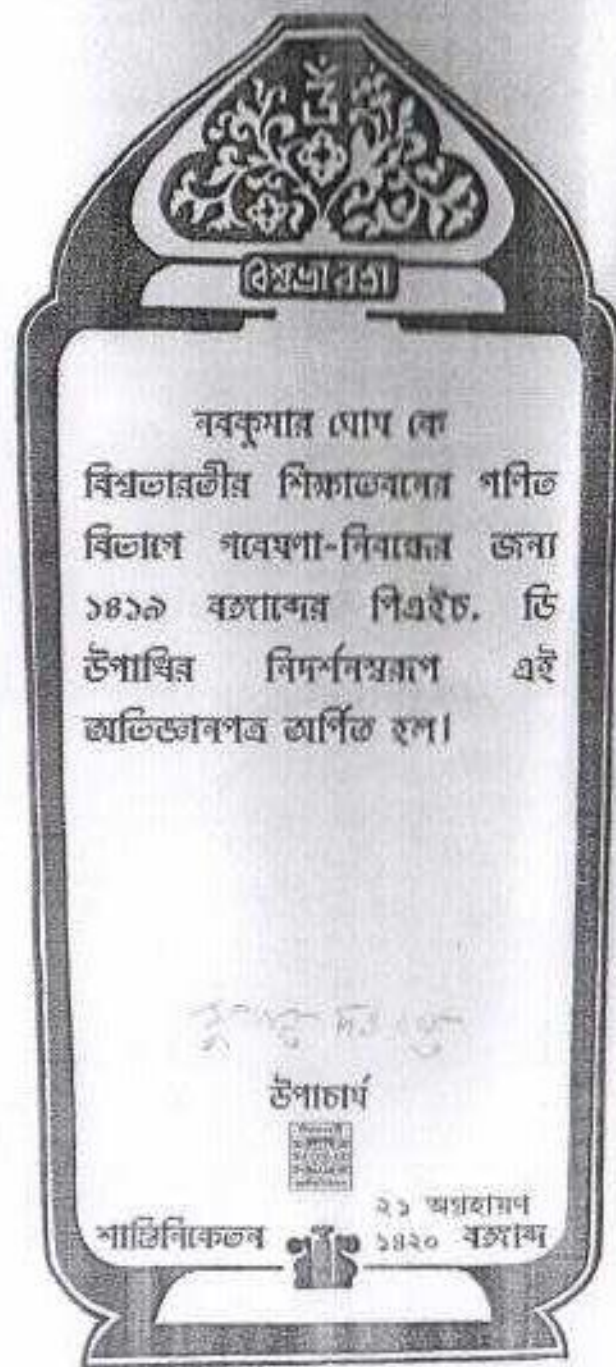 বিশ্বভারতী
নবকুমার ঘোষ কে
বিশ্বভারতীর শিক্ষাভবনের গণিত
বিভাগে গবেষণা-নিবন্ধের জন্য
১৪১৯ বঙ্গাব্দের পিএইচ. ডি
উপাধির নিদর্শনস্বরূপ এই
অভিজ্ঞানপত্র অর্পিত হল।
উপাচার্য
২১ অগ্রহায়ণ
শান্তিনিকেতন ১৪২০ বঙ্গাব্দ